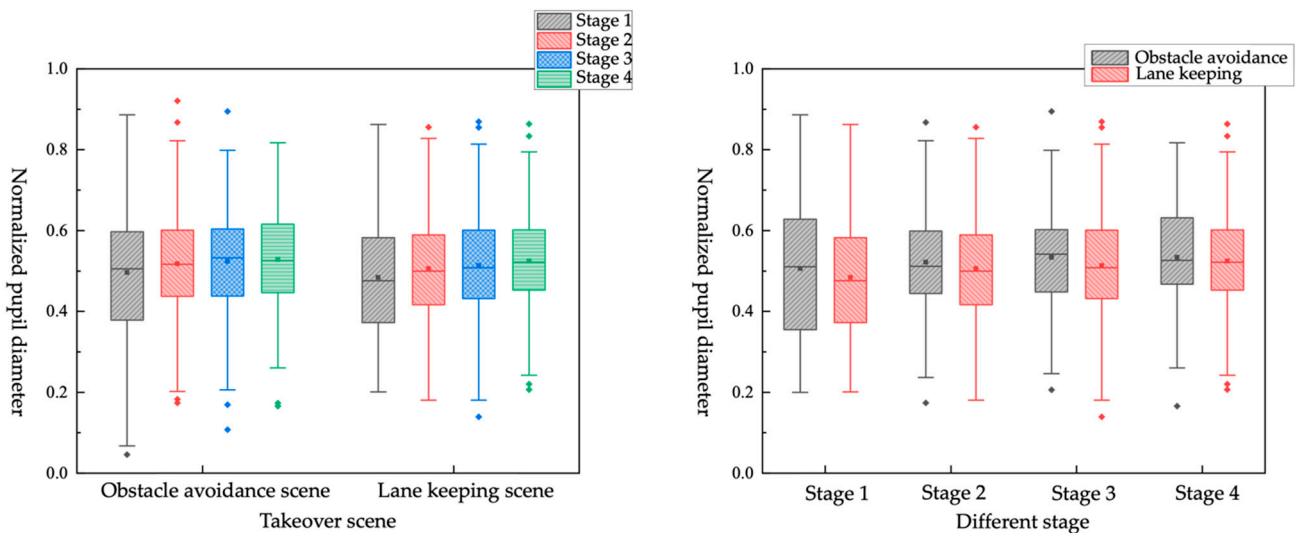 Stage 1
Stage 2
Stage 3
Stage 4
Normalized pupil diameter
1.0
0.8
0.6
0.4
0.2
0.0
Obstacle avoidance scene Lane keeping scene
Takeover scene
Obstacle avoidance
Lane keeping
Normalized pupil diameter
1.0
0.8
0.6
0.4
0.2
0.0
Stage 1 Stage 2 Stage 3 Stage 4
Different stage